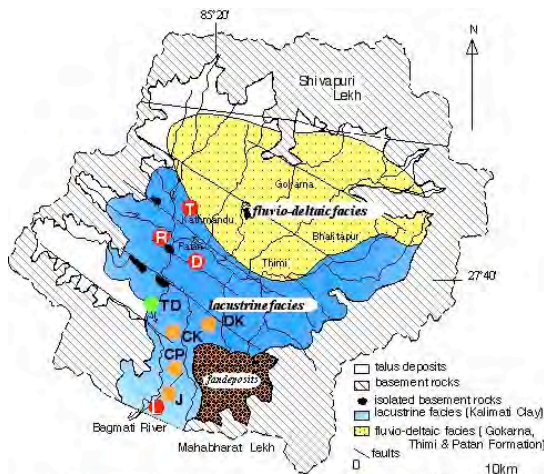 85°20'
N
Shivapuri
Lekh
Gokarna
T
Kathmandu
fluvio-deltaic facies
R
Patan
Bhaktapur
D
Thimi
27°40'
TD
lacustrine facies
DK
CK
CP
fandeposits
J
L
Bagmati River
Mahabharat Lekh
talus deposits
basement rocks
isolated basement rocks
lacustrine facies (Kalimati Clay)
fluvio-deltaic facies ( Gokarna,
Thimi & Patan Formation)
faults
0 10km